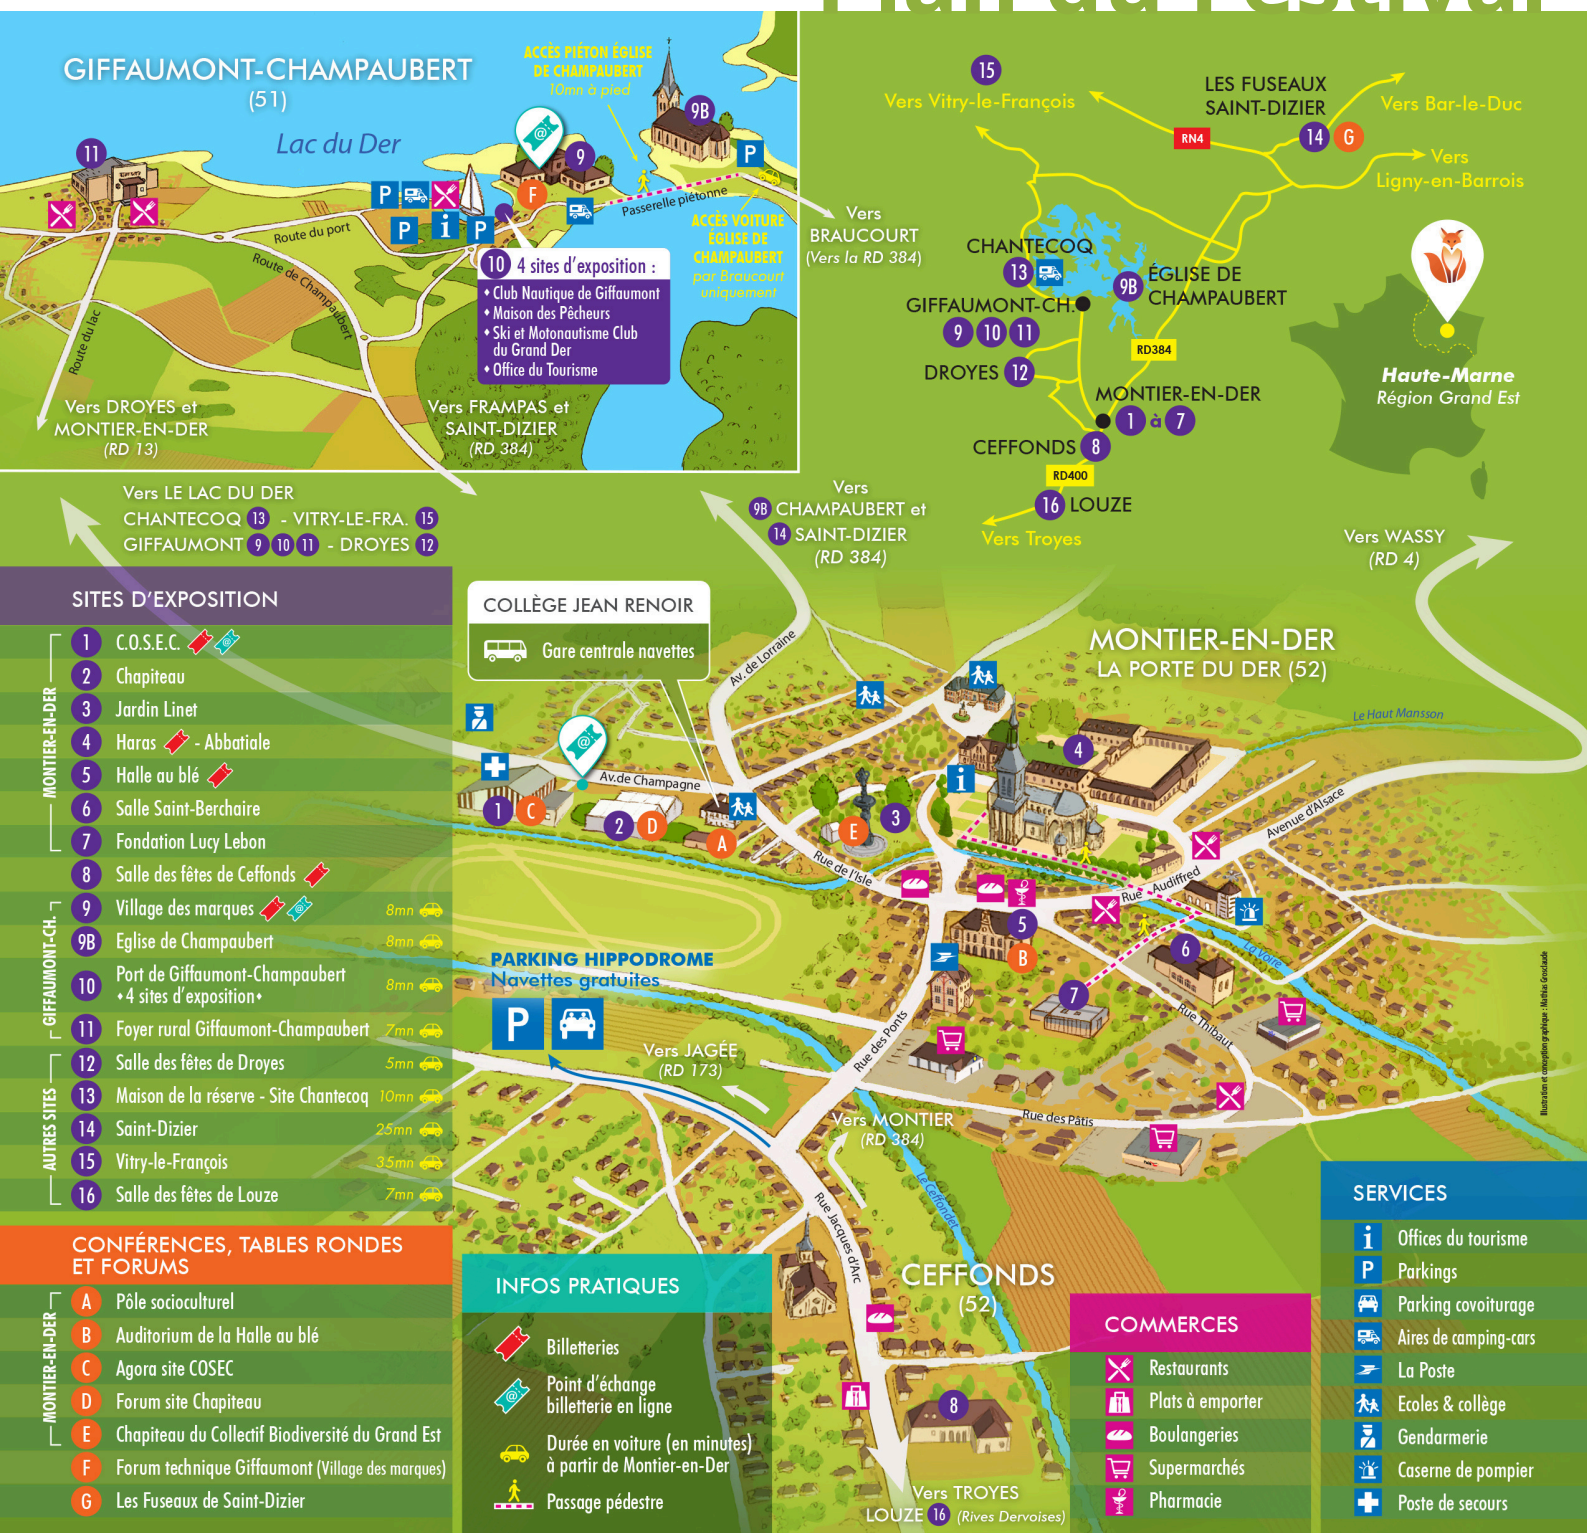 Plan du Festival
GIFFAUMONT-CHAMPAUBERT
(51)
Lac du Der
ACCÈS PIÉTON ÉGLISE
DE CHAMPAUBERT
10mn à pied
9B
11
9
F
P
P
P
P
i
Route du port
Route de Champaubert
Route du lac
Passerelle piétonne
ACCÈS VOITURE
ÉGLISE DE
CHAMPAUBERT
par Braucourt
uniquement
10 4 sites d'exposition :
• Club Nautique de Giffaumont
• Maison des Pêcheurs
• Ski et Motonautisme Club
du Grand Der
• Office du Tourisme
Vers DROYES et
MONTIER-EN-DER
(RD 13)
Vers FRAMPAS et
SAINT-DIZIER
(RD 384)
Vers
BRAUCOURT
(Vers la RD 384)
15
Vers Vitry-le-François
LES FUSEAUX
SAINT-DIZIER
14 G
RN4
Vers Bar-le-Duc
Vers
Ligny-en-Barrois
CHANTECOQ
13
9B ÉGLISE DE
CHAMPAUBERT
GIFFAUMONT-CH.
9 10 11
RD384
DROYES 12
MONTIER-EN-DER
1 à 7
CEFFONDS 8
RD400
16 LOUZE
Vers Troyes
Haute-Marne
Région Grand Est
Vers LE LAC DU DER
CHANTECOQ 13 - VITRY-LE-FRA. 15
GIFFAUMONT 9 10 11 - DROYES 12
Vers
9B CHAMPAUBERT et
14 SAINT-DIZIER
(RD 384)
Vers WASSY
(RD 4)
SITES D'EXPOSITION
MONTIER-EN-DER
1 C.O.S.E.C.
2 Chapiteau
3 Jardin Linet
4 Haras - Abbatiale
5 Halle au blé
6 Salle Saint-Berchaire
7 Fondation Lucy Lebon
8 Salle des fêtes de Ceffonds
GIFFAUMONT-CH.
9 Village des marques 8mn
9B Eglise de Champaubert 8mn
10 Port de Giffaumont-Champaubert
• 4 sites d'exposition • 8mn
11 Foyer rural Giffaumont-Champaubert 7mn
AUTRES SITES
12 Salle des fêtes de Droyes 5mn
13 Maison de la réserve - Site Chantecoq 10mn
14 Saint-Dizier 25mn
15 Vitry-le-François 35mn
16 Salle des fêtes de Louze 7mn
CONFÉRENCES, TABLES RONDES
ET FORUMS
MONTIER-EN-DER
A Pôle socioculturel
B Auditorium de la Halle au blé
C Agora site COSEC
D Forum site Chapiteau
E Chapiteau du Collectif Biodiversité du Grand Est
F Forum technique Giffaumont (Village des marques)
G Les Fuseaux de Saint-Dizier
COLLÈGE JEAN RENOIR
Gare centrale navettes
MONTIER-EN-DER
LA PORTE DU DER (52)
Av. de Lorraine
Le Haut Mansson
Av.de Champagne
4
i
1 C
2 D
A
E
3
Avenue d'Alsace
Rue de l'Isle
Rue Audiffred
5
B
6
La Voire
7
PARKING HIPPODROME
Navettes gratuites
P
Vers JAGÉE
(RD 173)
Rue des Ponts
Rue Thibaut
Rue des Pâtis
Vers MONTIER
(RD 384)
Le Ceffondet
Rue Jacques d'Arc
CEFFONDS
(52)
8
Vers TROYES
LOUZE 16 (Rives Dervoises)
Illustration et conception graphique : Mathias Grosclaude
INFOS PRATIQUES
Billetteries
Point d'échange
billetterie en ligne
Durée en voiture (en minutes)
à partir de Montier-en-Der
Passage pédestre
COMMERCES
Restaurants
Plats à emporter
Boulangeries
Supermarchés
Pharmacie
SERVICES
i Offices du tourisme
P Parkings
Parking covoiturage
Aires de camping-cars
La Poste
Ecoles & collège
Gendarmerie
Caserne de pompier
Poste de secours